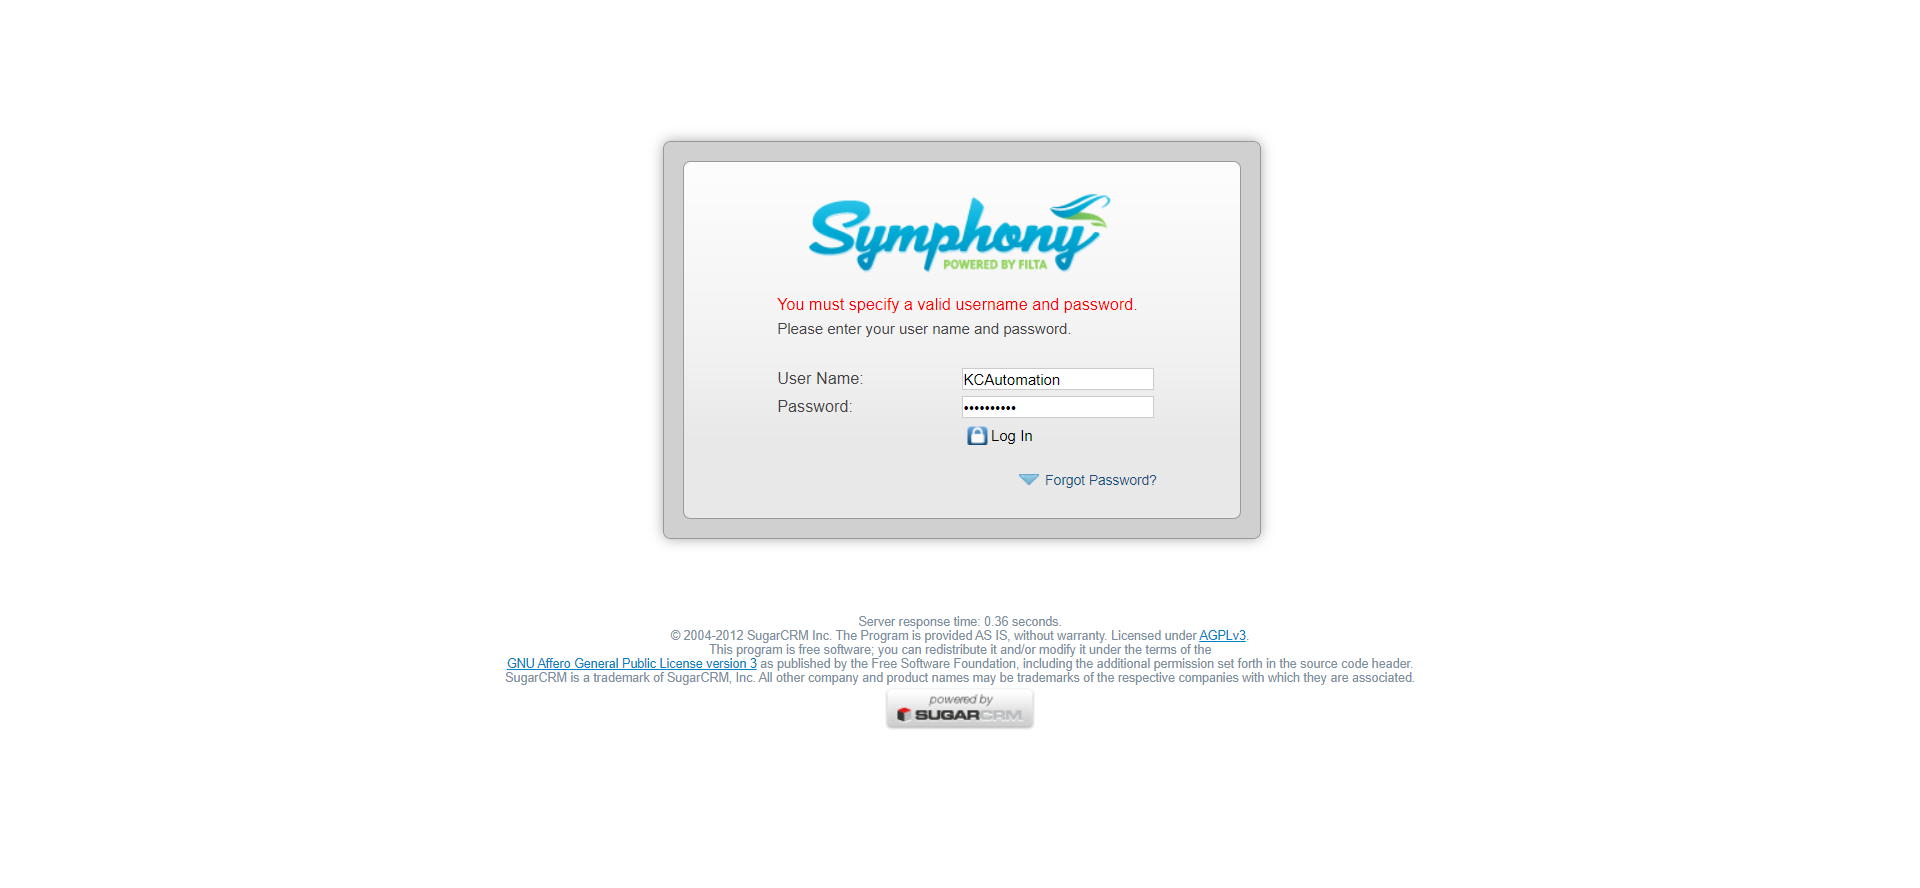 Symphony
POWERED BY FILTA
You must specify a valid username and password.
Please enter your user name and password.
User Name: KCAutomation
Password: ••••••••••
Log In
Forgot Password?
Server response time: 0.36 seconds.
© 2004-2012 SugarCRM Inc. The Program is provided AS IS, without warranty. Licensed under AGPLv3.
This program is free software; you can redistribute it and/or modify it under the terms of the
GNU Affero General Public License version 3 as published by the Free Software Foundation, including the additional permission set forth in the source code header.
SugarCRM is a trademark of SugarCRM, Inc. All other company and product names may be trademarks of the respective companies with which they are associated.
powered by
SUGARCRM